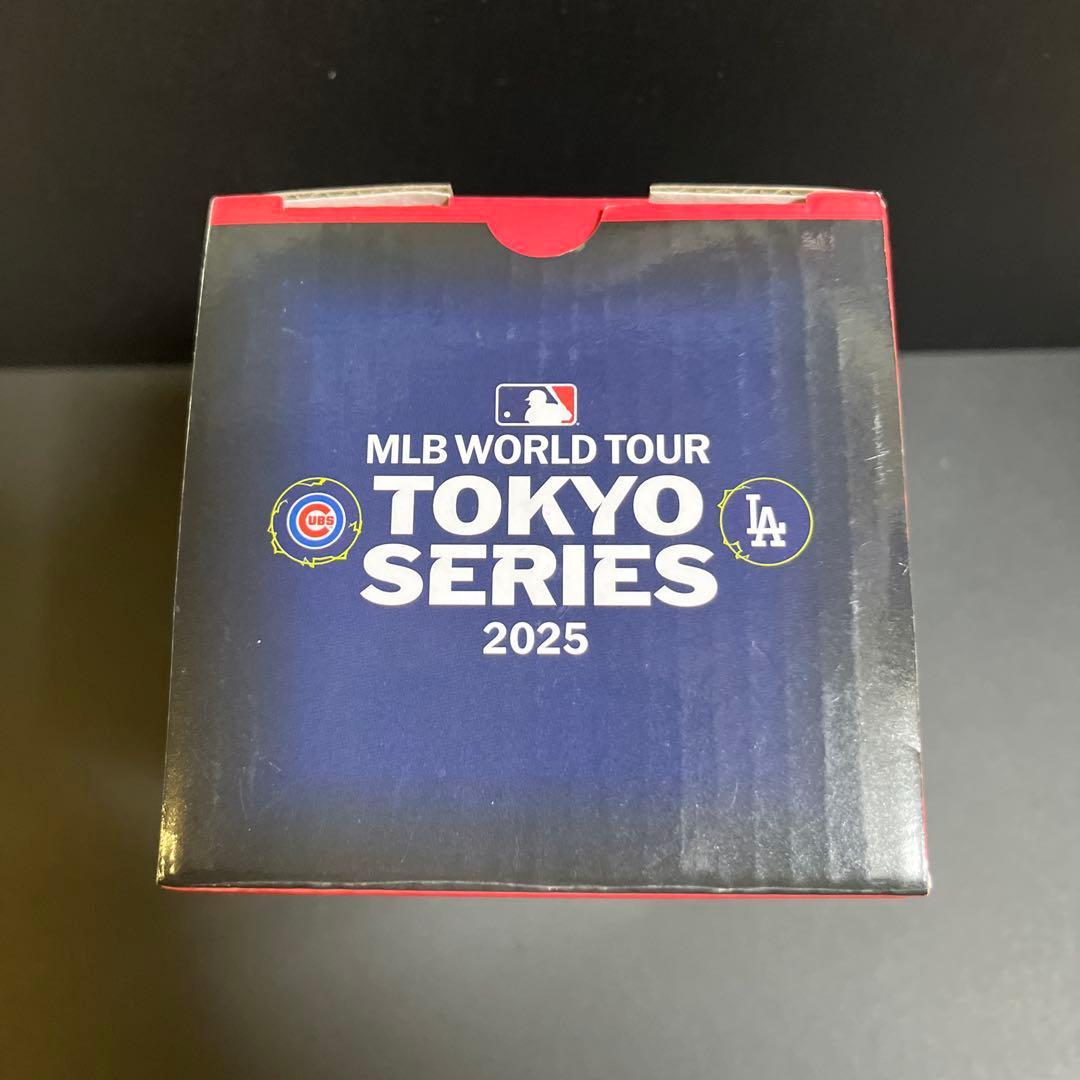 MLB WORLD TOUR
TOKYO
SERIES
2025
CUBS
LA